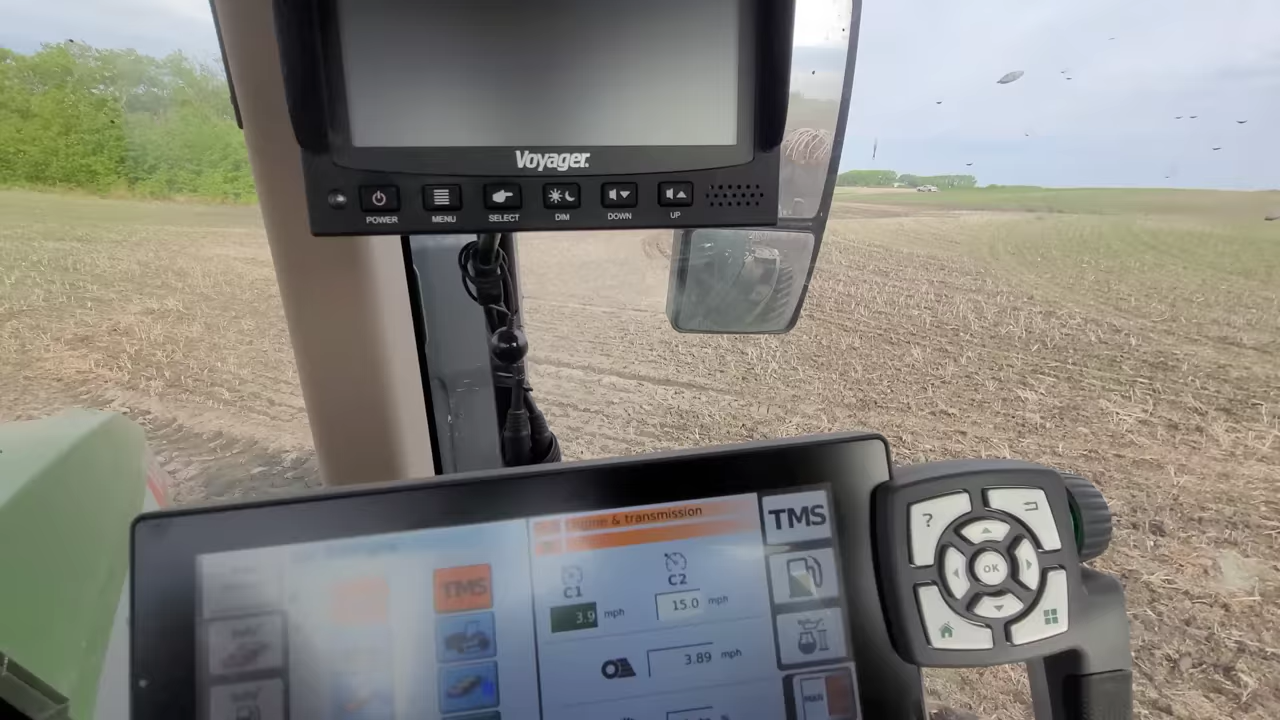 Voyager
POWER
MENU
SELECT
DIM
DOWN
UP
& transmission
TMS
TMS
C1
C2
3.9 mph
15.0 mph
3.89 mph
?
OK